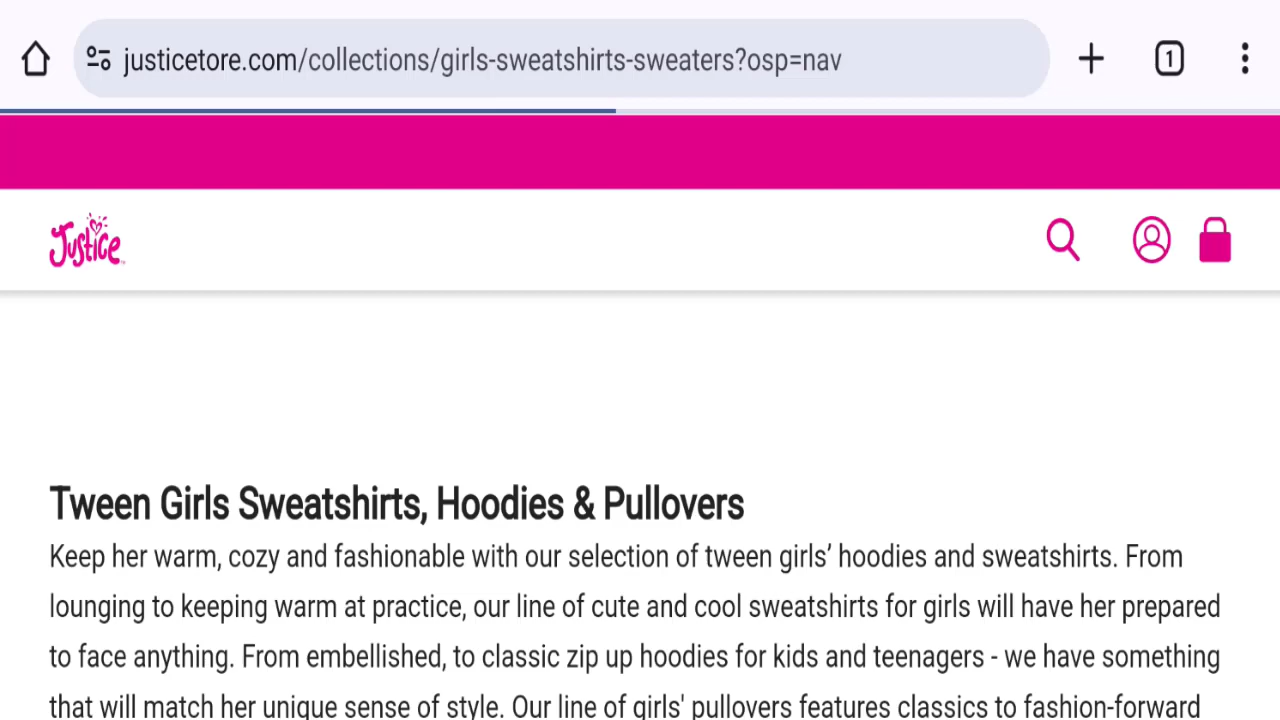 justicetore.com/collections/girls-sweatshirts-sweaters?osp=nav
1
Justice
Tween Girls Sweatshirts, Hoodies & Pullovers
Keep her warm, cozy and fashionable with our selection of tween girls’ hoodies and sweatshirts. From
lounging to keeping warm at practice, our line of cute and cool sweatshirts for girls will have her prepared
to face anything. From embellished, to classic zip up hoodies for kids and teenagers - we have something
that will match her unique sense of style. Our line of girls' pullovers features classics to fashion-forward